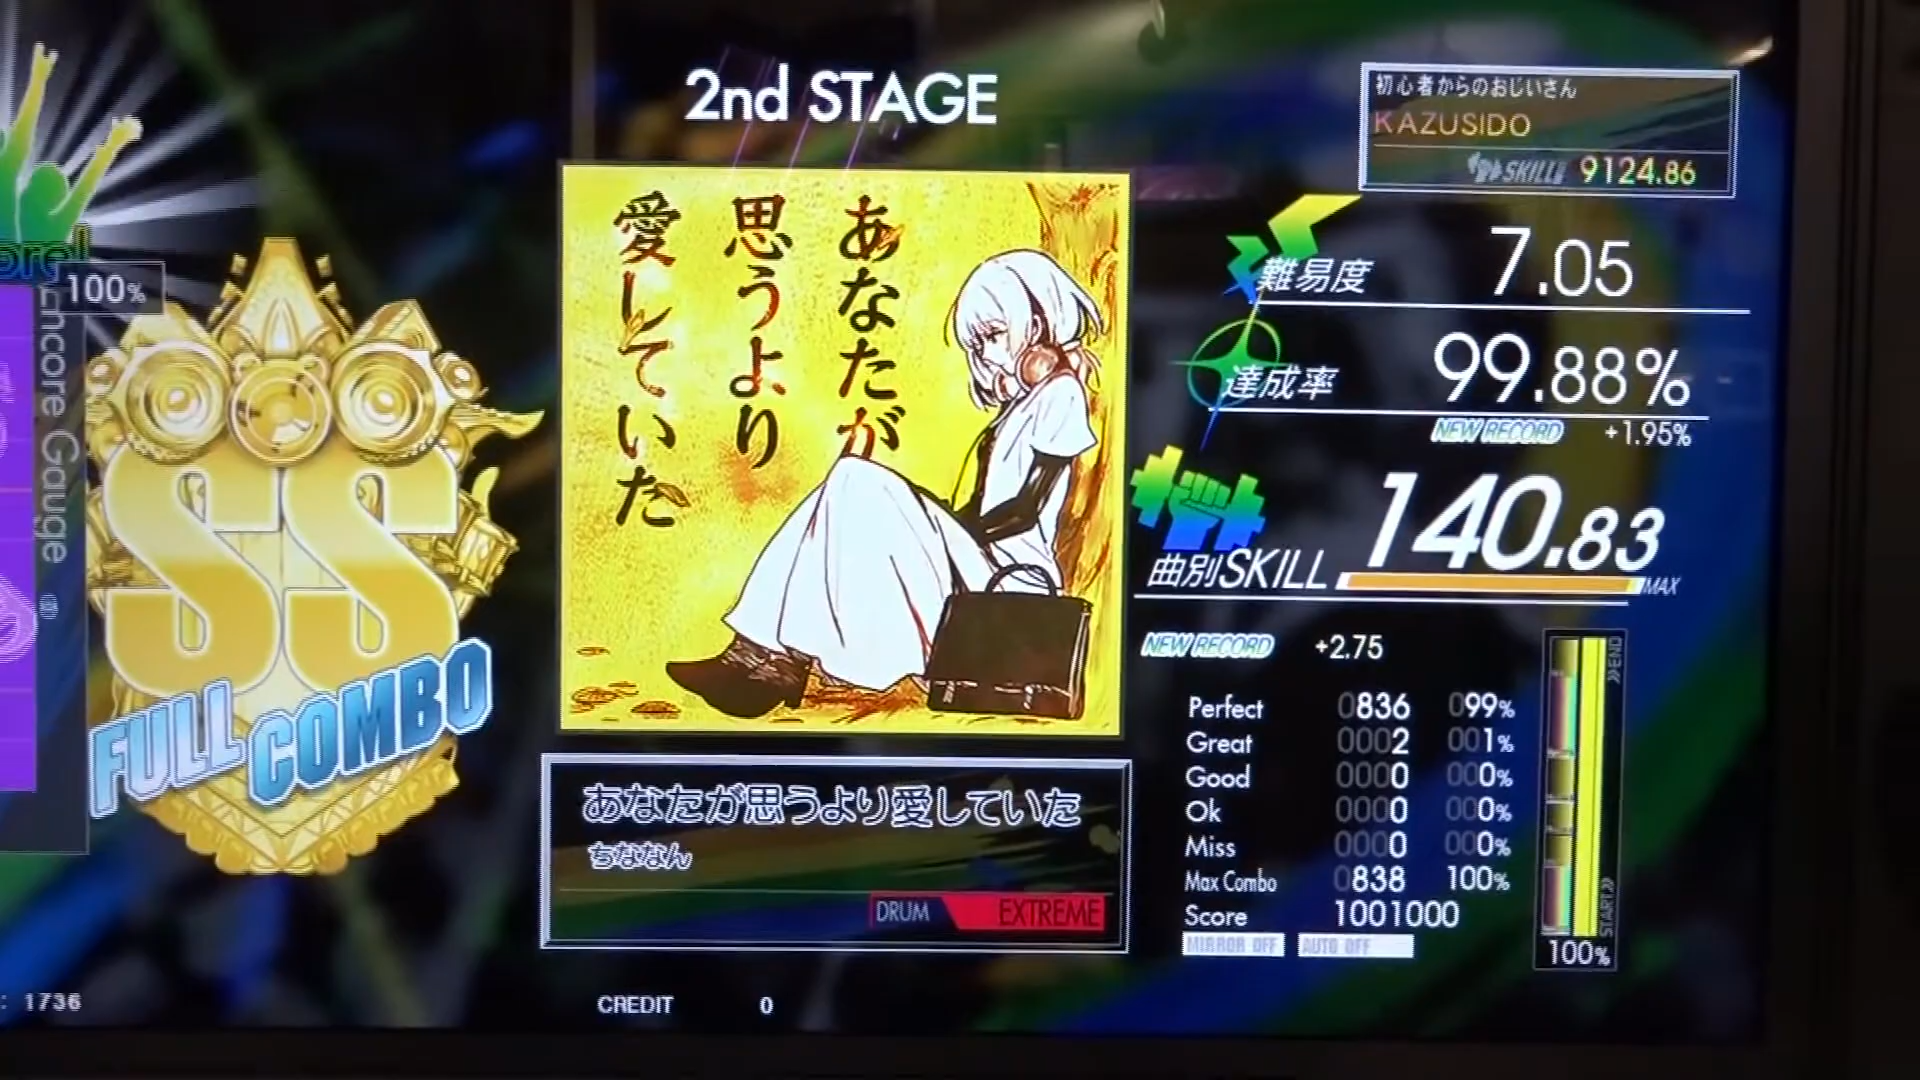 2nd STAGE
初心者からのおじいさん
KAZUSIDO
SKILL 9124.86
100%
Encore Gauge
SS
FULL COMBO
あなたが
思うより
愛していた
難易度 7.05
達成率 99.88%
NEW RECORD +1.95%
曲別SKILL 140.83
MAX
NEW RECORD +2.75
Perfect 0836 099%
Great 0002 001%
Good 0000 000%
Ok 0000 000%
Miss 0000 000%
Max Combo 0838 100%
Score 1001000
MIRROR OFF AUTO OFF
END
START
100%
あなたが思うより愛していた
ちななん
DRUM EXTREME
: 1736
CREDIT 0